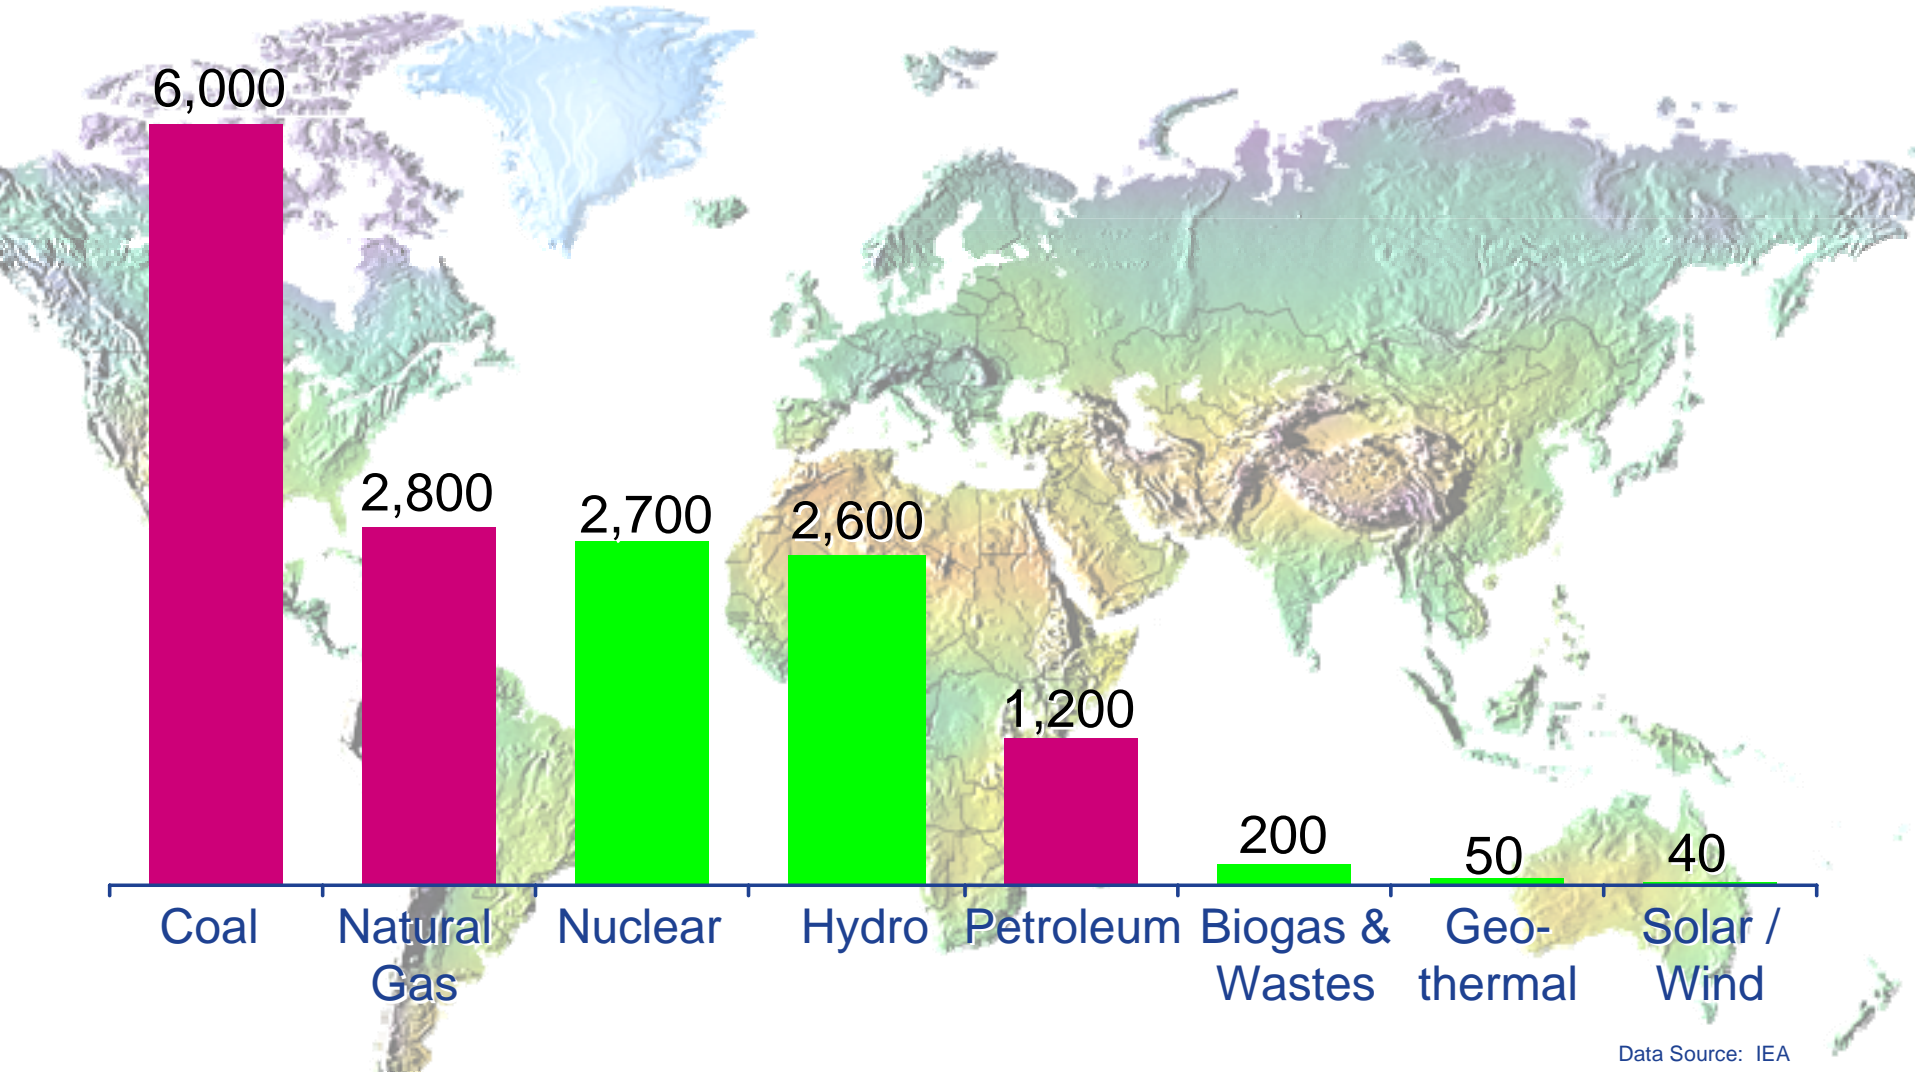 6,000
2,800
2,700
2,600
1,200
200
50
40
Coal
Natural
Gas
Nuclear
Hydro
Petroleum
Biogas &
Wastes
Geo-
thermal
Solar /
Wind
Data Source: IEA